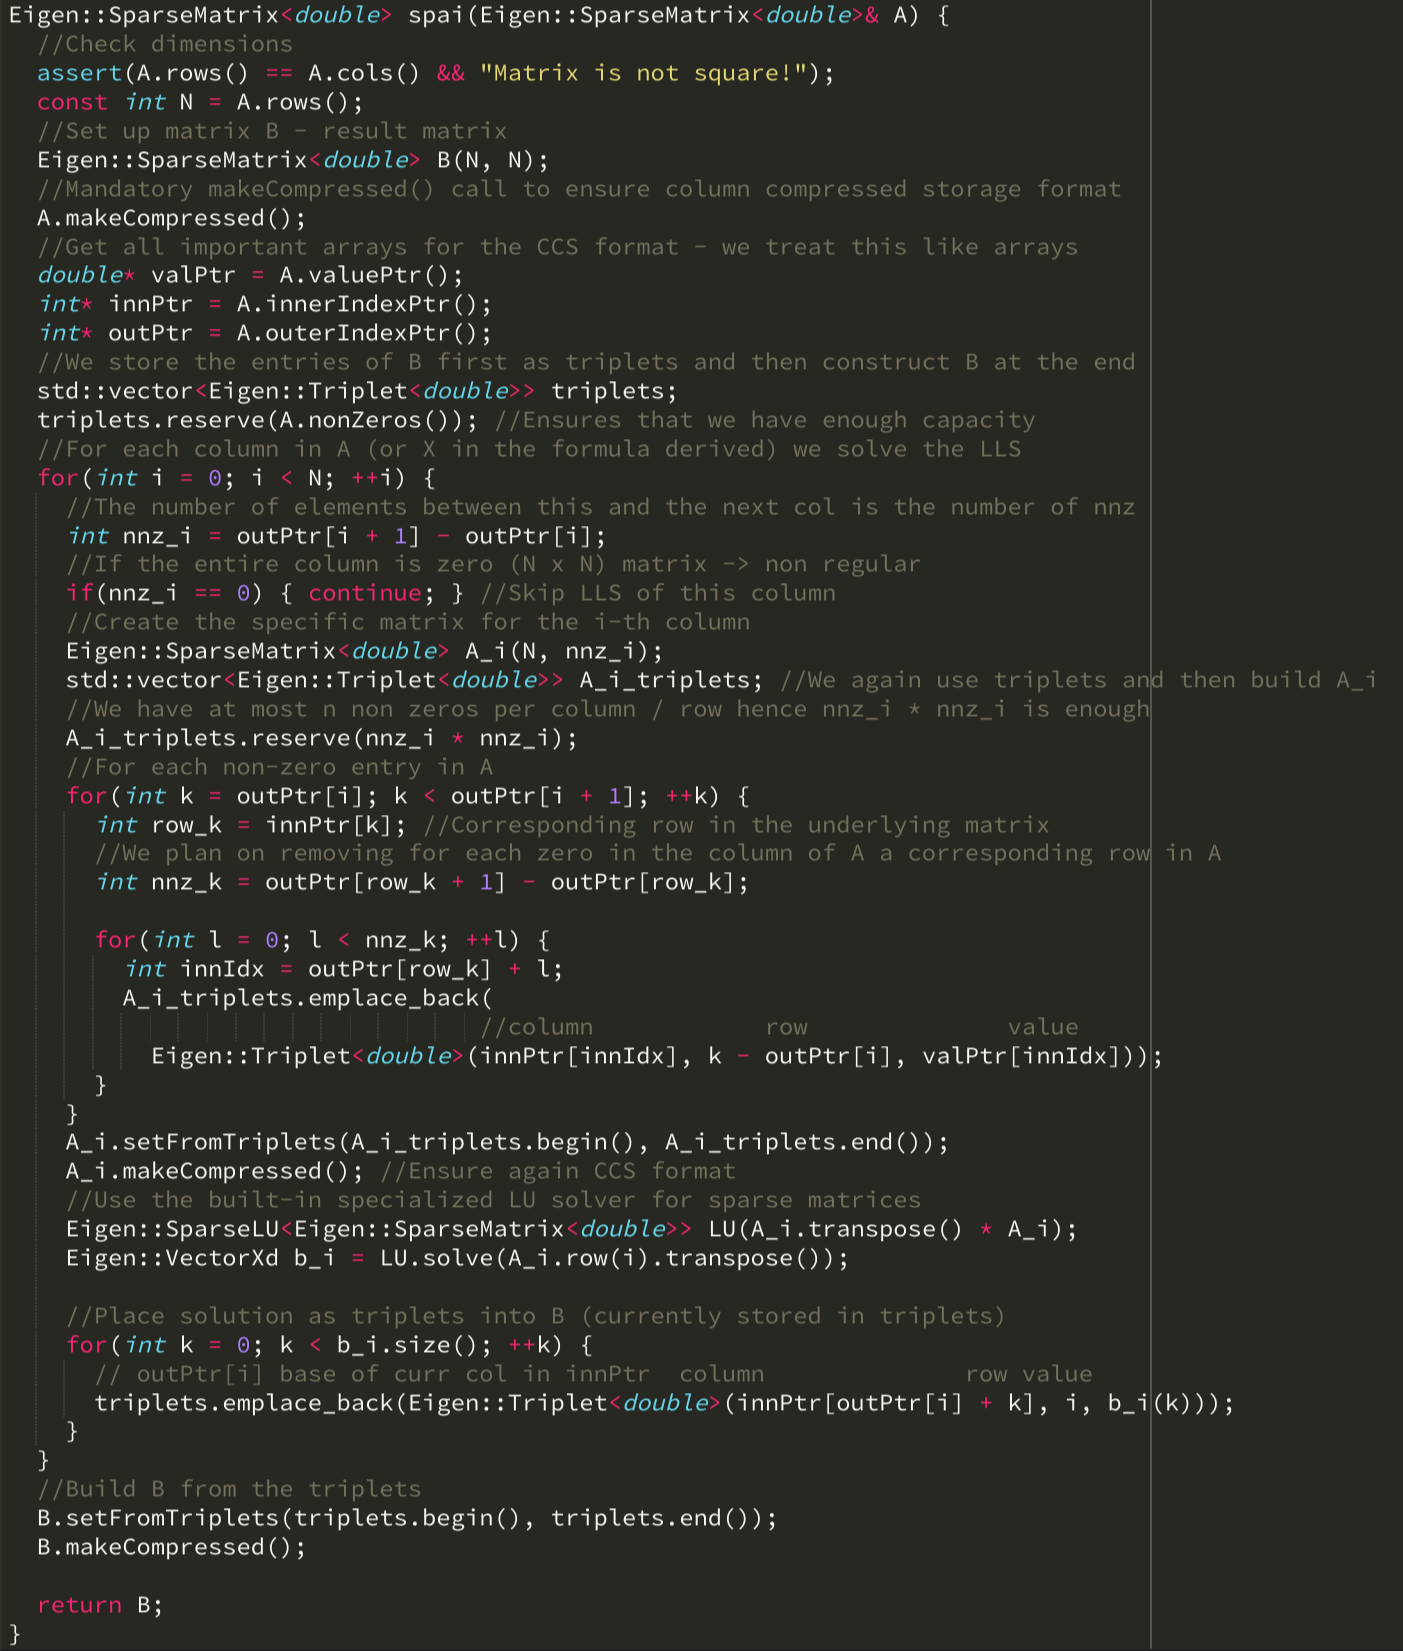 Eigen::SparseMatrix<double> spai(Eigen::SparseMatrix<double>& A) {
  //Check dimensions
  assert(A.rows() == A.cols() && "Matrix is not square!");
  const int N = A.rows();
  //Set up matrix B - result matrix
  Eigen::SparseMatrix<double> B(N, N);
  //Mandatory makeCompressed() call to ensure column compressed storage format
  A.makeCompressed();
  //Get all important arrays for the CCS format - we treat this like arrays
  double* valPtr = A.valuePtr();
  int* innPtr = A.innerIndexPtr();
  int* outPtr = A.outerIndexPtr();
  //We store the entries of B first as triplets and then construct B at the end
  std::vector<Eigen::Triplet<double>> triplets;
  triplets.reserve(A.nonZeros()); //Ensures that we have enough capacity
  //For each column in A (or X in the formula derived) we solve the LLS
  for(int i = 0; i < N; ++i) {
    //The number of elements between this and the next col is the number of nnz
    int nnz_i = outPtr[i + 1] - outPtr[i];
    //If the entire column is zero (N x N) matrix -> non regular
    if(nnz_i == 0) { continue; } //Skip LLS of this column
    //Create the specific matrix for the i-th column
    Eigen::SparseMatrix<double> A_i(N, nnz_i);
    std::vector<Eigen::Triplet<double>> A_i_triplets; //We again use triplets and then build A_i
    //We have at most n non zeros per column / row hence nnz_i * nnz_i is enough
    A_i_triplets.reserve(nnz_i * nnz_i);
    //For each non-zero entry in A
    for(int k = outPtr[i]; k < outPtr[i + 1]; ++k) {
      int row_k = innPtr[k]; //Corresponding row in the underlying matrix
      //We plan on removing for each zero in the column of A a corresponding row in A
      int nnz_k = outPtr[row_k + 1] - outPtr[row_k];

      for(int l = 0; l < nnz_k; ++l) {
        int innIdx = outPtr[row_k] + l;
        A_i_triplets.emplace_back(
                                 //column            row              value
          Eigen::Triplet<double>(innPtr[innIdx], k - outPtr[i], valPtr[innIdx]));
      }
    }
    A_i.setFromTriplets(A_i_triplets.begin(), A_i_triplets.end());
    A_i.makeCompressed(); //Ensure again CCS format
    //Use the built-in specialized LU solver for sparse matrices
    Eigen::SparseLU<Eigen::SparseMatrix<double>> LU(A_i.transpose() * A_i);
    Eigen::VectorXd b_i = LU.solve(A_i.row(i).transpose());

    //Place solution as triplets into B (currently stored in triplets)
    for(int k = 0; k < b_i.size(); ++k) {
      // outPtr[i] base of curr col in innPtr  column              row value
      triplets.emplace_back(Eigen::Triplet<double>(innPtr[outPtr[i] + k], i, b_i(k)));
    }
  }
  //Build B from the triplets
  B.setFromTriplets(triplets.begin(), triplets.end());
  B.makeCompressed();

  return B;
}